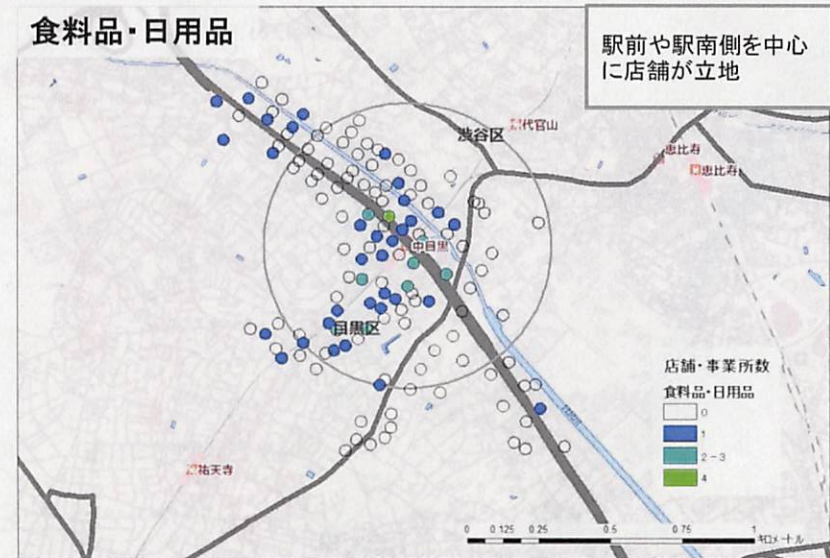 食料品・日用品
駅前や駅南側を中心
に店舗が立地
渋谷区
代官山
恵比寿
恵比寿
中目黒
目黒区
祐天寺
店舗・事業所数
食料品・日用品
0
1
2-3
4
0 0.125 0.25 0.5 0.75 1
キロメートル